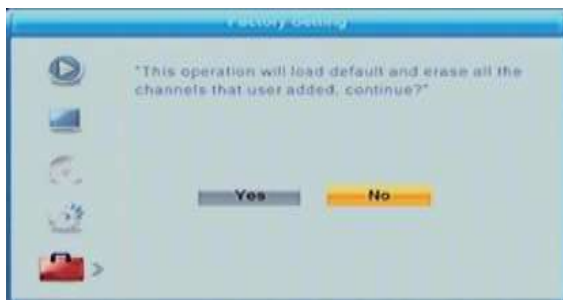 Factory Setting
"This operation will load default and erase all the
channels that user added, continue?"
Yes
No